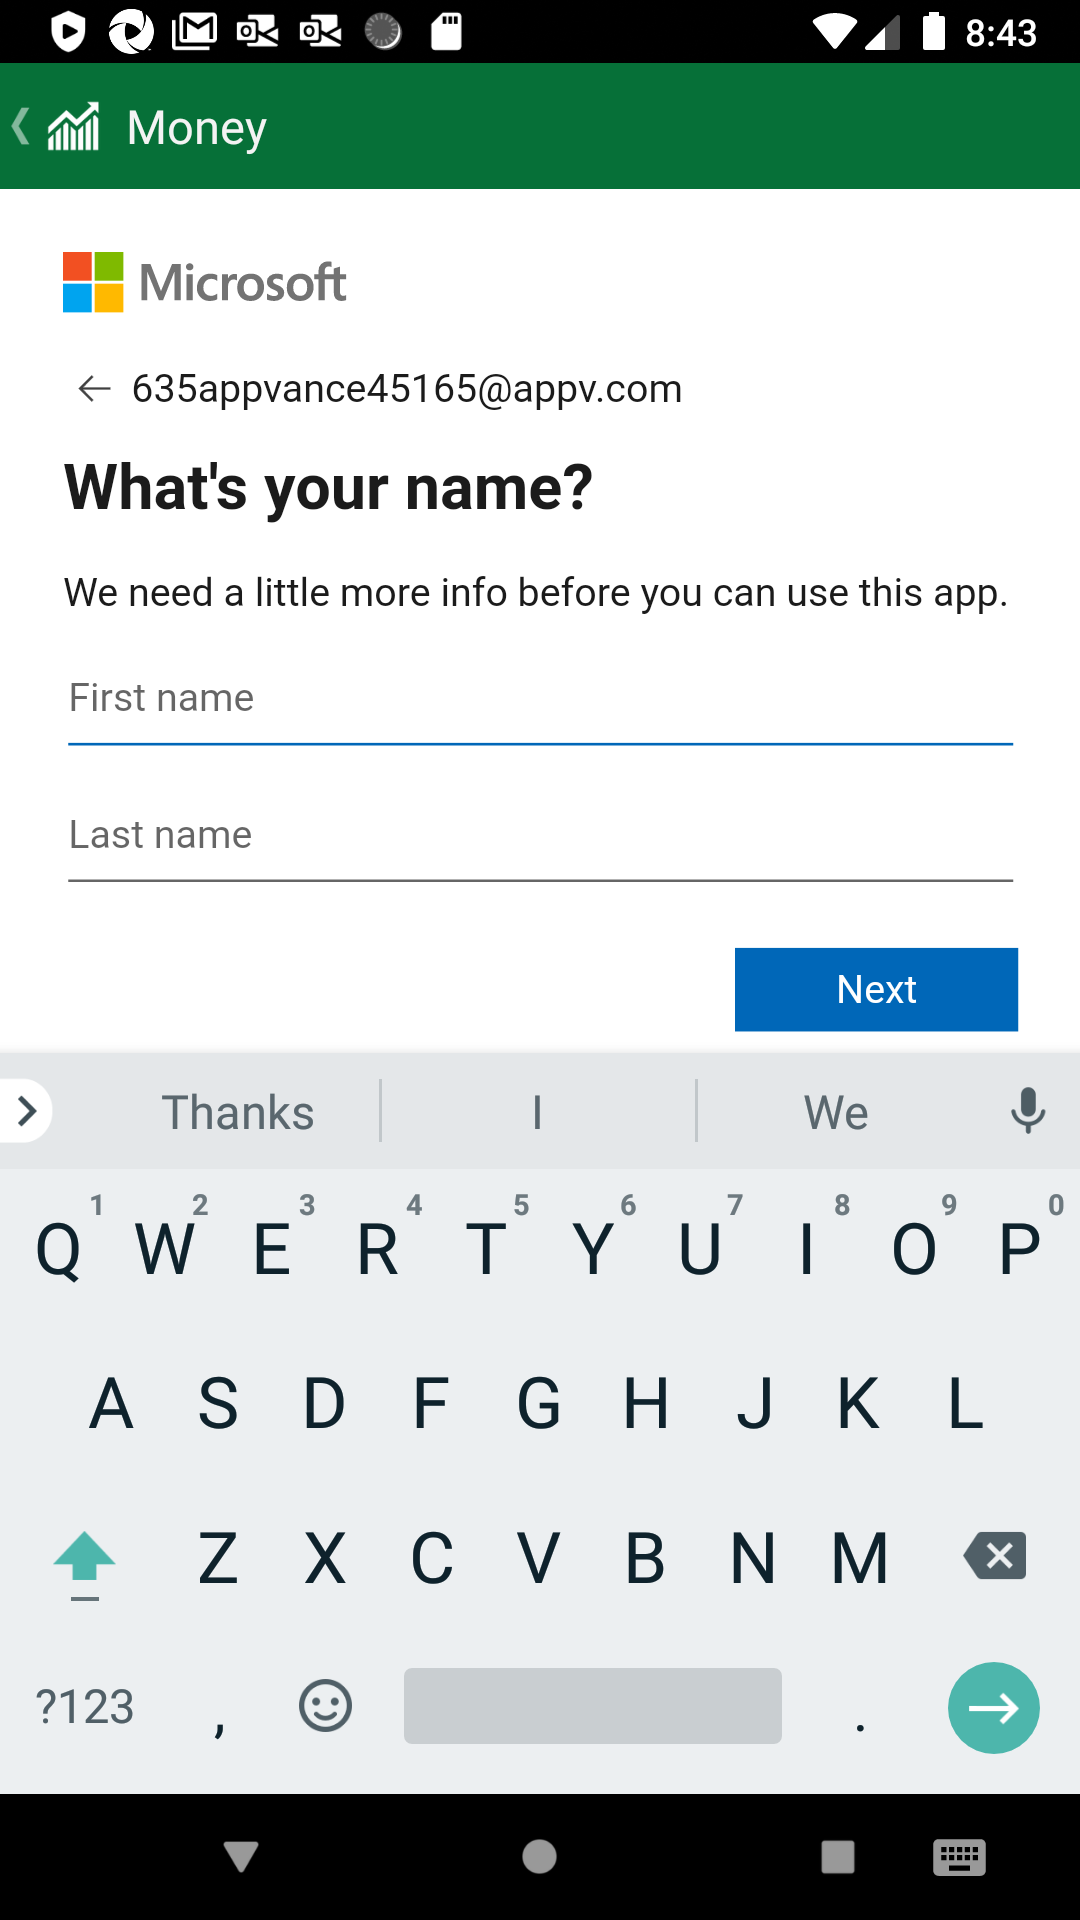 8:43
Money
Microsoft
635appvance45165@appv.com
What's your name?
We need a little more info before you can use this app.
First name
Last name
Next
Thanks I We
1 2 3 4 5 6 7 8 9 0
Q W E R T Y U I O P
A S D F G H J K L
Z X C V B N M
?123 , .